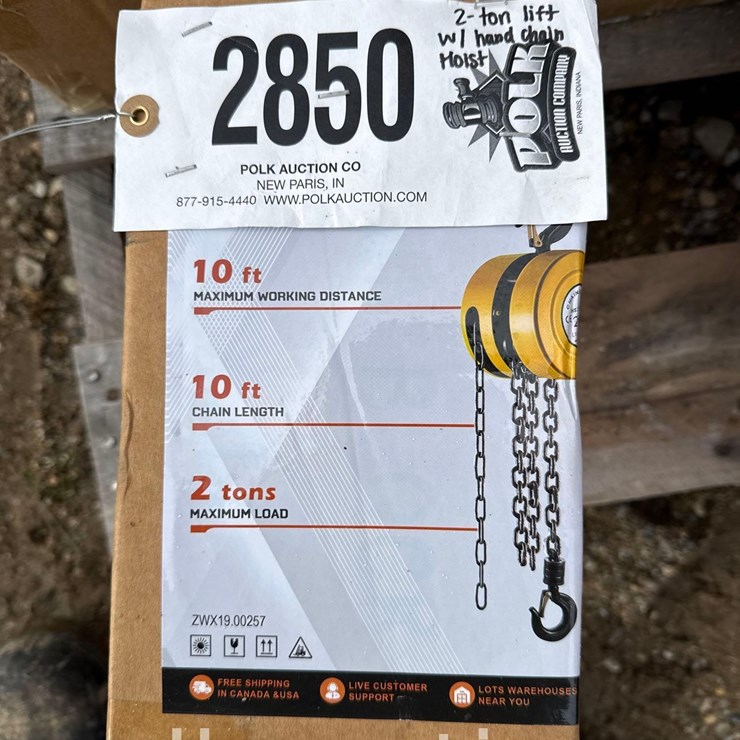 2850
2-ton lift
w/ hand chain
Hoist
POLK
AUCTION COMPANY
NEW PARIS, INDIANA
POLK AUCTION CO
NEW PARIS, IN
877-915-4440 WWW.POLKAUCTION.COM
10 ft
MAXIMUM WORKING DISTANCE
10 ft
CHAIN LENGTH
2 tons
MAXIMUM LOAD
ZWX19.00257
FREE SHIPPING
IN CANADA &USA
LIVE CUSTOMER
SUPPORT
LOTS WAREHOUSES
NEAR YOU